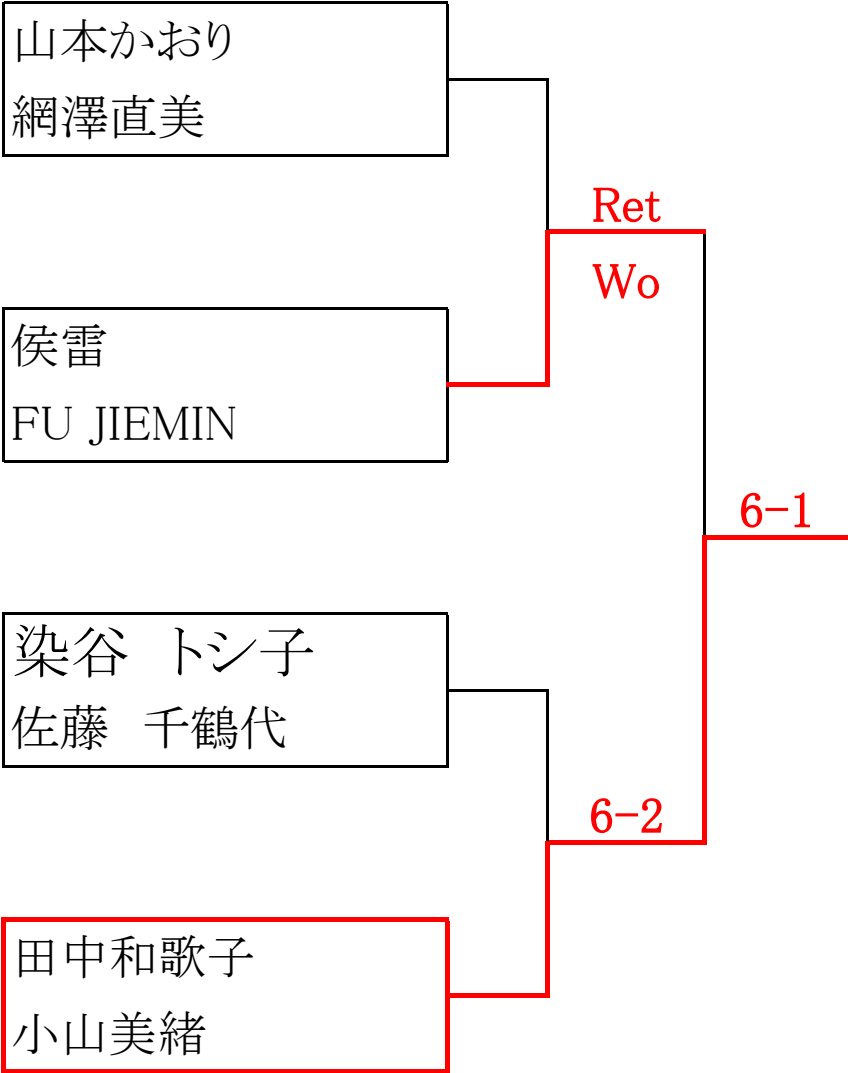 山本かおり
網澤直美
Ret
Wo
侯雷
FU JIEMIN
6-1
染谷　トシ子
佐藤　千鶴代
6-2
田中和歌子
小山美緒